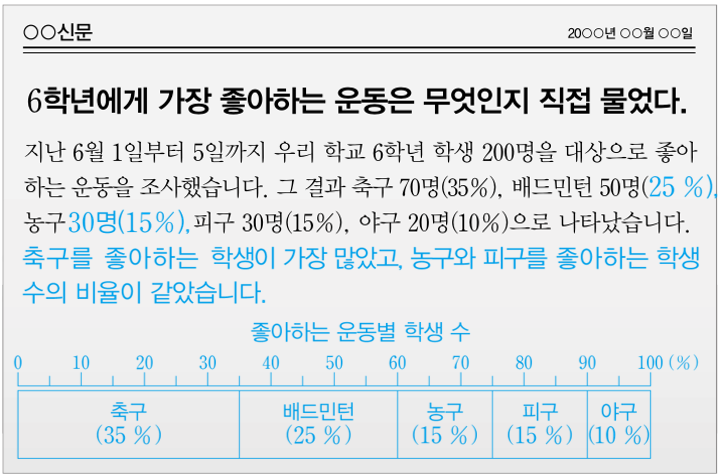 ○○신문
20○○년 ○○월 ○○일
6학년에게 가장 좋아하는 운동은 무엇인지 직접 물었다.
지난 6월 1일부터 5일까지 우리 학교 6학년 학생 200명을 대상으로 좋아
하는 운동을 조사했습니다. 그 결과 축구 70명(35%), 배드민턴 50명(25 %),
농구 30명(15%), 피구 30명(15%), 야구 20명(10%)으로 나타났습니다.
축구를 좋아하는 학생이 가장 많았고, 농구와 피구를 좋아하는 학생
수의 비율이 같았습니다.
좋아하는 운동별 학생 수
0 10 20 30 40 50 60 70 80 90 100 (%)
축구 배드민턴 농구 피구 야구
(35 %) (25 %) (15 %) (15 %) (10 %)